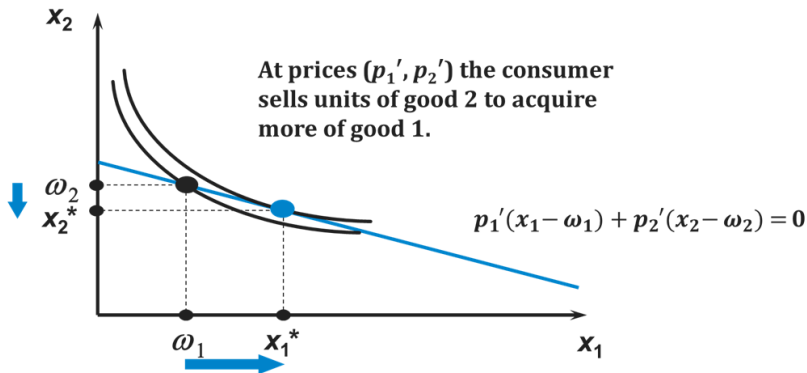 x₂
At prices (p₁′, p₂′) the consumer
sells units of good 2 to acquire
more of good 1.
ω₂
x₂*
p₁′(x₁− ω₁) + p₂′(x₂− ω₂) = 0
ω₁
x₁*
x₁